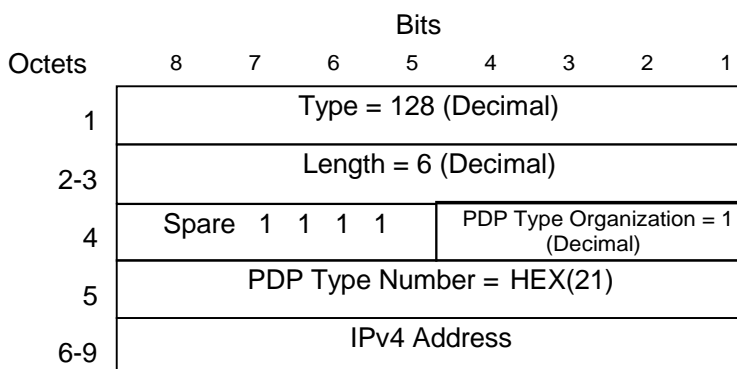 Bits
Octets 8 7 6 5 4 3 2 1
1 Type = 128 (Decimal)
2-3 Length = 6 (Decimal)
4 Spare 1 1 1 1 PDP Type Organization = 1
(Decimal)
5 PDP Type Number = HEX(21)
6-9 IPv4 Address